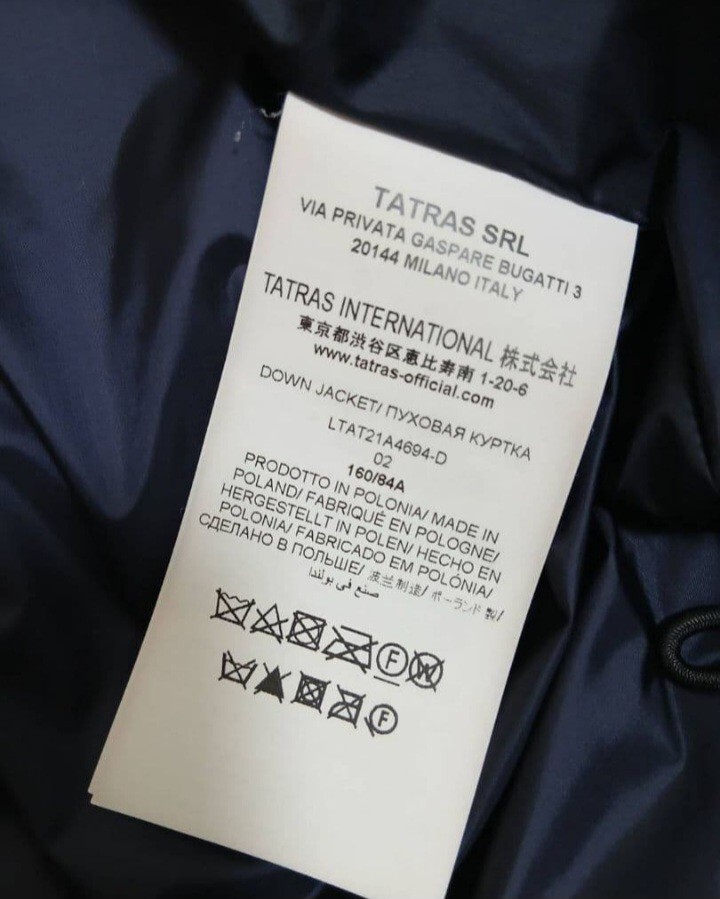 TATRAS SRL
VIA PRIVATA GASPARE BUGATTI 3
20144 MILANO ITALY
TATRAS INTERNATIONAL 株式会社
東京都渋谷区恵比寿南 1-20-6
www.tatras-official.com
DOWN JACKET/ ПУХОВАЯ КУРТКА
LTAT21A4694-D
02
160/84A
PRODOTTO IN POLONIA/ MADE IN
POLAND/ FABRIQUÉ EN POLOGNE/
HERGESTELLT IN POLEN/ HECHO EN
POLONIA/ FABRICADO EM POLÓNIA/
СДЕЛАНО В ПОЛЬШЕ/ 波兰制造/ ポーランド製/
صنع في بولندا
F W
F